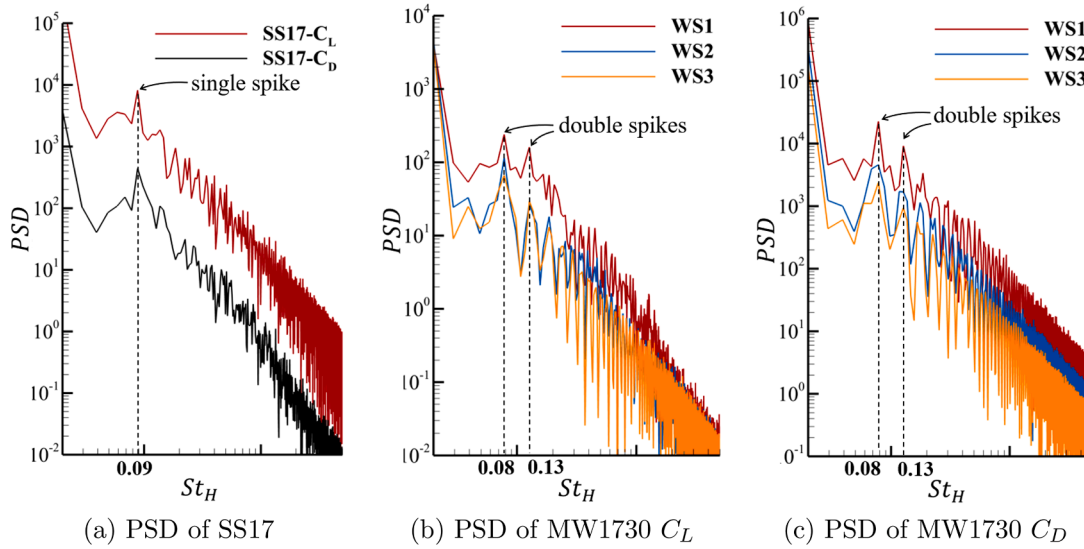 10^5
10^4
10^3
10^2
10^1
10^0
10^-1
10^-2
PSD
SS17-C_L
SS17-C_D
single spike
0.09
St_H
(a) PSD of SS17
10^4
10^3
10^2
10^1
10^0
10^-1
10^-2
PSD
WS1
WS2
WS3
double spikes
0.08 0.13
St_H
(b) PSD of MW1730 C_L
10^6
10^5
10^4
10^3
10^2
10^1
10^0
10^-1
PSD
WS1
WS2
WS3
double spikes
0.08 0.13
St_H
(c) PSD of MW1730 C_D